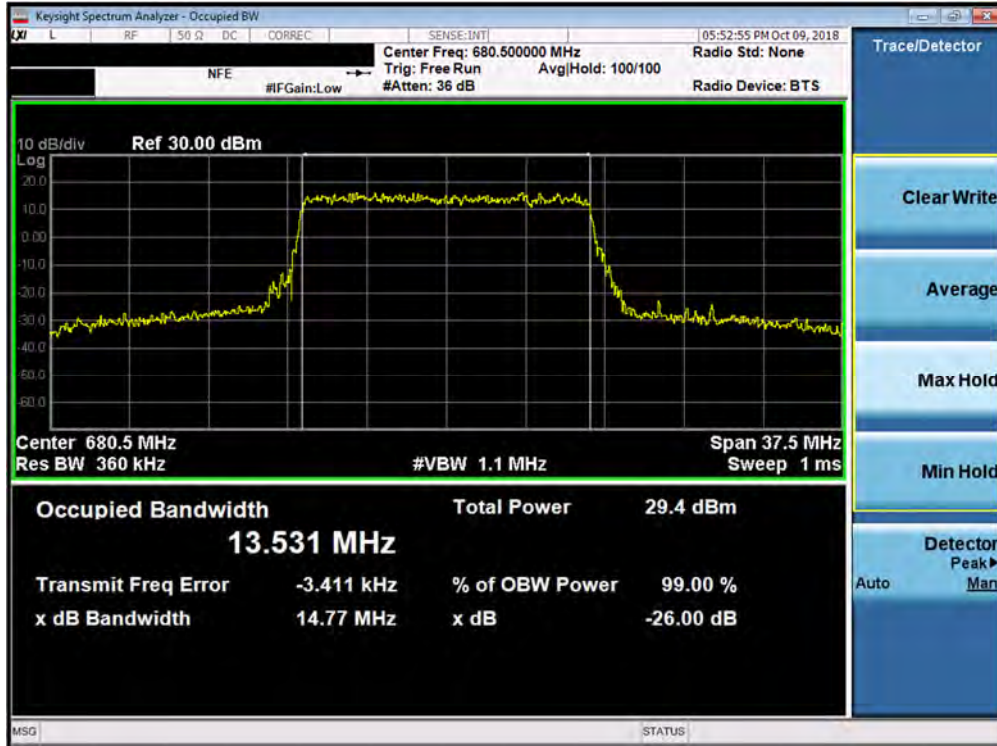 Keysight Spectrum Analyzer - Occupied BW
LXI L RF 50 Ω DC CORREC SENSE:INT 05:52:55 PM Oct 09, 2018
Center Freq: 680.500000 MHz Radio Std: None
NFE Trig: Free Run Avg|Hold: 100/100
#IFGain:Low #Atten: 36 dB Radio Device: BTS
Trace/Detector
10 dB/div Ref 30.00 dBm
Log
20.0
10.0
0.00
-10.0
-20.0
-30.0
-40.0
-50.0
-60.0
Center 680.5 MHz Span 37.5 MHz
Res BW 360 kHz #VBW 1.1 MHz Sweep 1 ms
Occupied Bandwidth Total Power 29.4 dBm
13.531 MHz
Transmit Freq Error -3.411 kHz % of OBW Power 99.00 %
x dB Bandwidth 14.77 MHz x dB -26.00 dB
Clear Write
Average
Max Hold
Min Hold
Detector
Peak▶
Auto Man
MSG STATUS